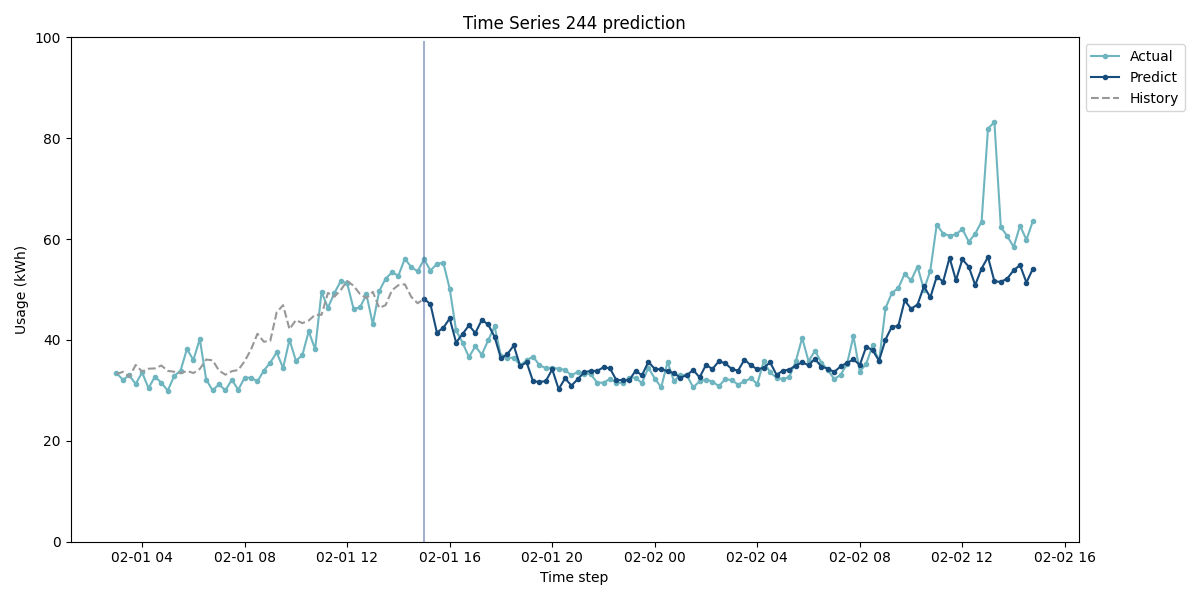 Time Series 244 prediction
Usage (kWh)
100
80
60
40
20
0
02-01 04
02-01 08
02-01 12
02-01 16
02-01 20
02-02 00
02-02 04
02-02 08
02-02 12
02-02 16
Time step
Actual
Predict
History